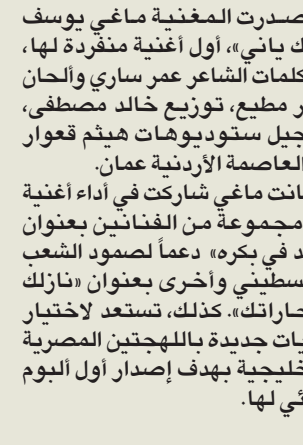 صدرت المغنية ماغي يوسف
ك ياني»، أول أغنية منفردة لها،
كلمات الشاعر عمر ساري وألحان
ر مطيع، توزيع خالد مصطفى،
جيل ستوديوهات هيثم قعوار
العاصمة الأردنية عمان.
انت ماغي شاركت في أداء أغنية
مجموعة من الفنانين بعنوان
د في بكره» دعماً لصمود الشعب
سطيني وأخرى بعنوان «نازلك
حاراتك». كذلك، تستعد لاختيار
يات جديدة باللهجتين المصرية
خليجية بهدف إصدار أول ألبوم
ئي لها.